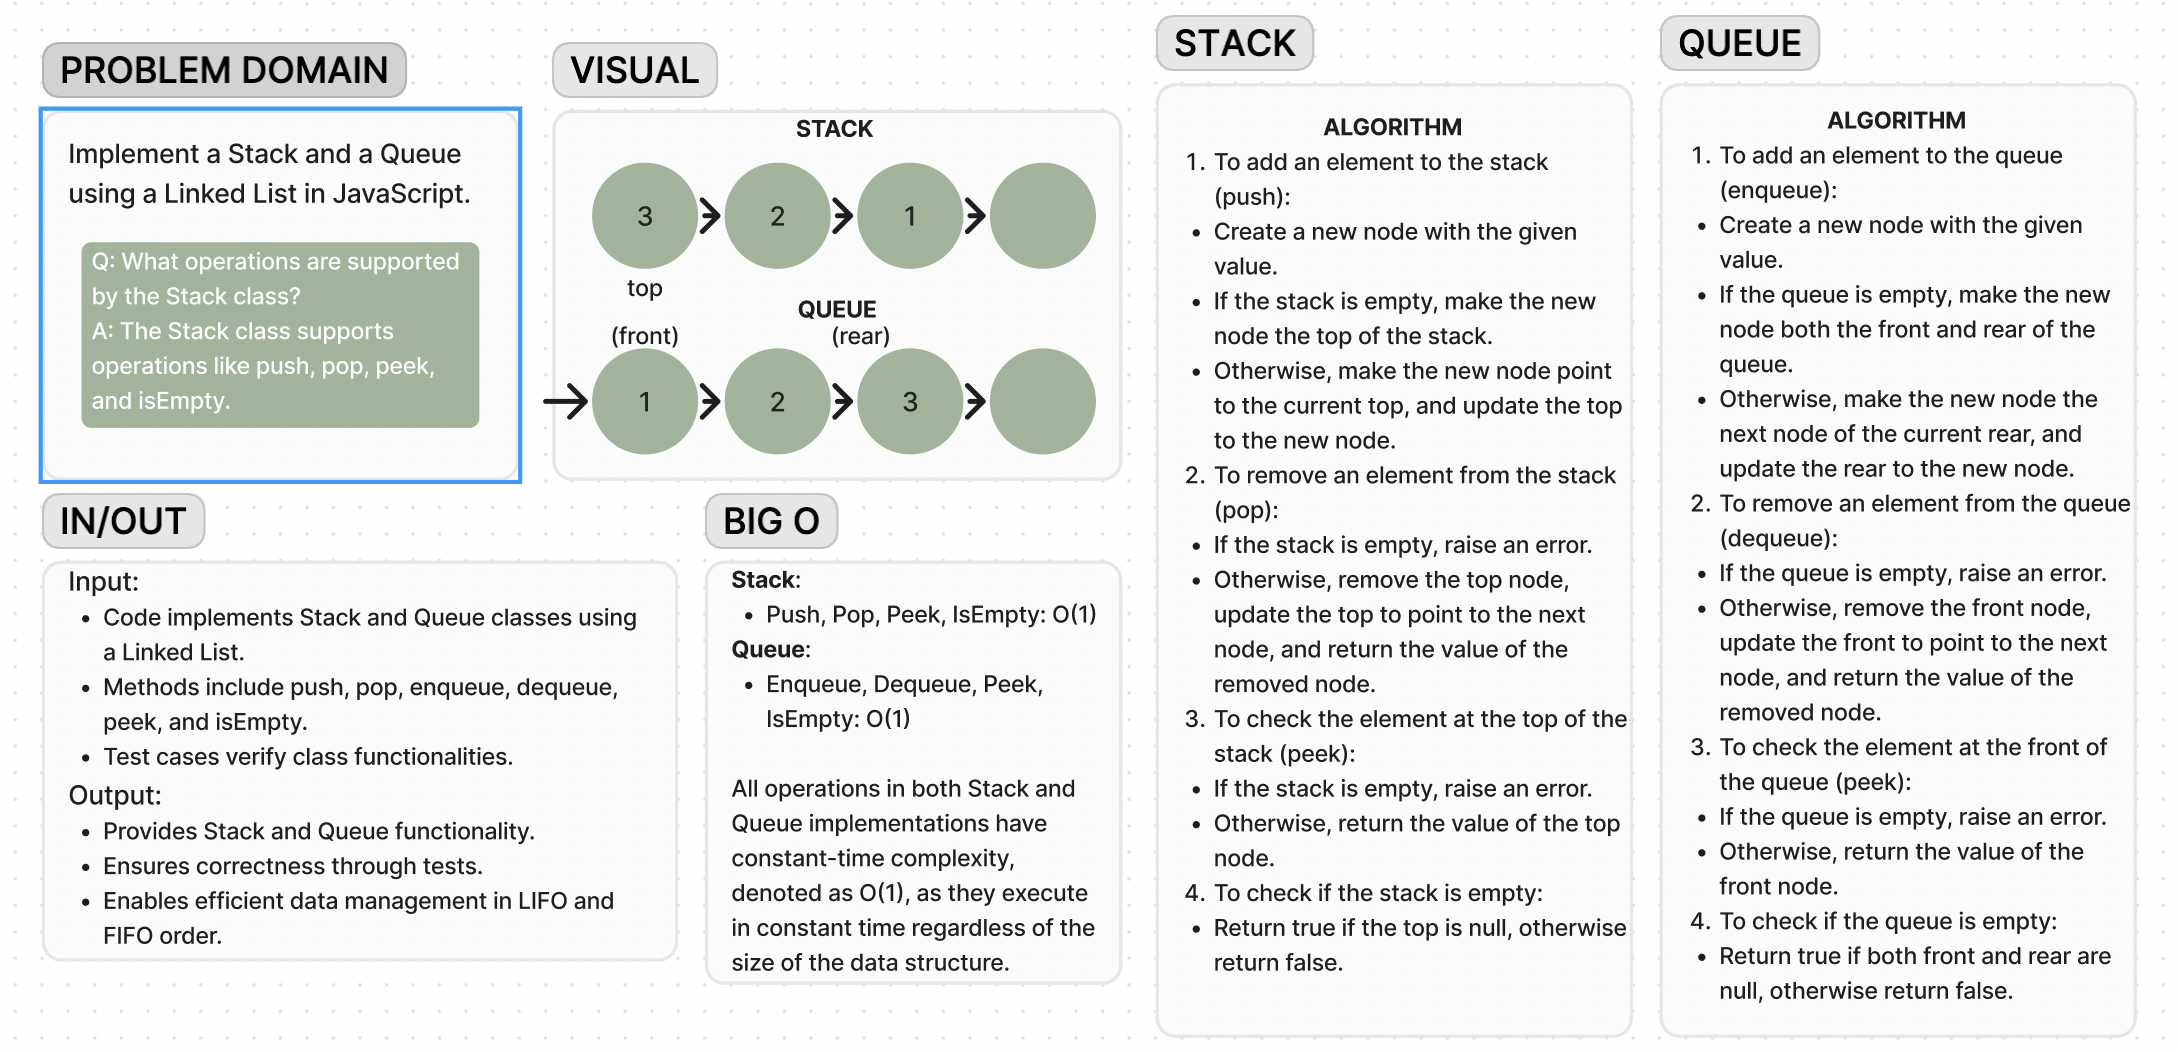 PROBLEM DOMAIN
Implement a Stack and a Queue
using a Linked List in JavaScript.
Q: What operations are supported
by the Stack class?
A: The Stack class supports
operations like push, pop, peek,
and isEmpty.
VISUAL
STACK
3
2
1
top
QUEUE
(front)
(rear)
1
2
3
IN/OUT
Input:
• Code implements Stack and Queue classes using
a Linked List.
• Methods include push, pop, enqueue, dequeue,
peek, and isEmpty.
• Test cases verify class functionalities.
Output:
• Provides Stack and Queue functionality.
• Ensures correctness through tests.
• Enables efficient data management in LIFO and
FIFO order.
BIG O
Stack:
• Push, Pop, Peek, IsEmpty: O(1)
Queue:
• Enqueue, Dequeue, Peek,
IsEmpty: O(1)
All operations in both Stack and
Queue implementations have
constant-time complexity,
denoted as O(1), as they execute
in constant time regardless of the
size of the data structure.
STACK
ALGORITHM
1. To add an element to the stack
(push):
• Create a new node with the given
value.
• If the stack is empty, make the new
node the top of the stack.
• Otherwise, make the new node point
to the current top, and update the top
to the new node.
2. To remove an element from the stack
(pop):
• If the stack is empty, raise an error.
• Otherwise, remove the top node,
update the top to point to the next
node, and return the value of the
removed node.
3. To check the element at the top of the
stack (peek):
• If the stack is empty, raise an error.
• Otherwise, return the value of the top
node.
4. To check if the stack is empty:
• Return true if the top is null, otherwise
return false.
QUEUE
ALGORITHM
1. To add an element to the queue
(enqueue):
• Create a new node with the given
value.
• If the queue is empty, make the new
node both the front and rear of the
queue.
• Otherwise, make the new node the
next node of the current rear, and
update the rear to the new node.
2. To remove an element from the queue
(dequeue):
• If the queue is empty, raise an error.
• Otherwise, remove the front node,
update the front to point to the next
node, and return the value of the
removed node.
3. To check the element at the front of
the queue (peek):
• If the queue is empty, raise an error.
• Otherwise, return the value of the
front node.
4. To check if the queue is empty:
• Return true if both front and rear are
null, otherwise return false.